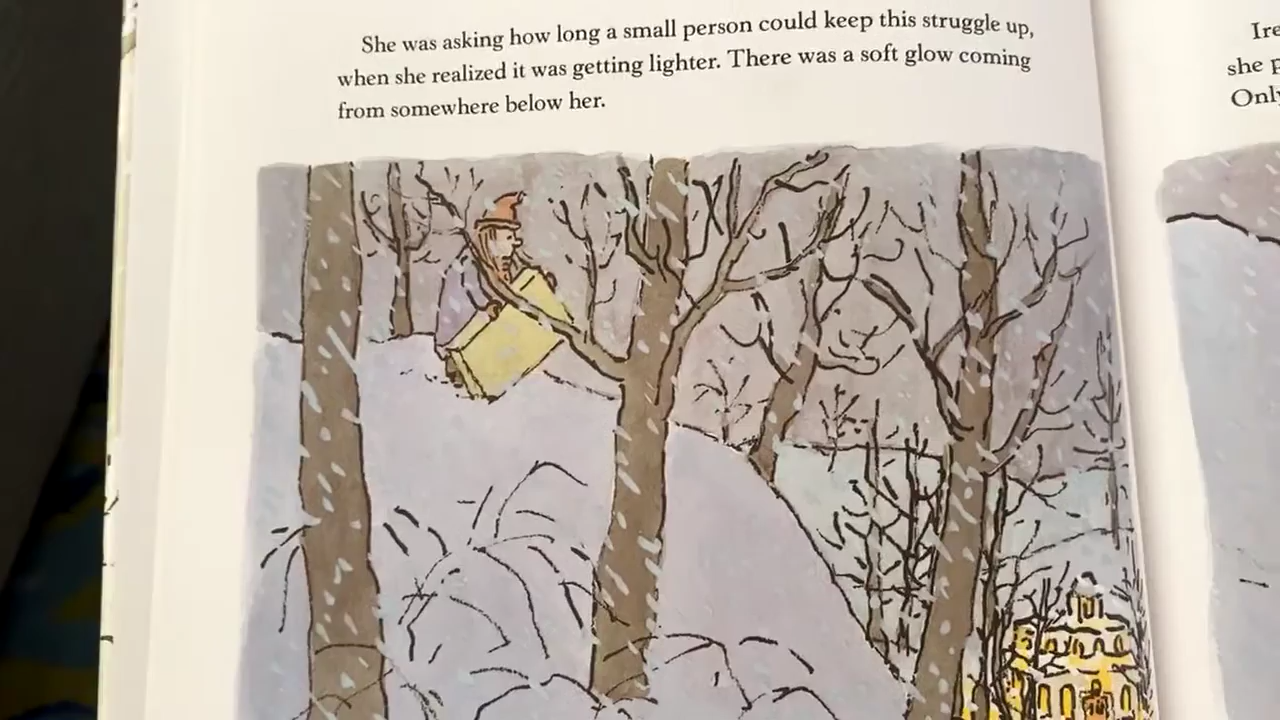 She was asking how long a small person could keep this struggle up,
when she realized it was getting lighter. There was a soft glow coming
from somewhere below her.
she